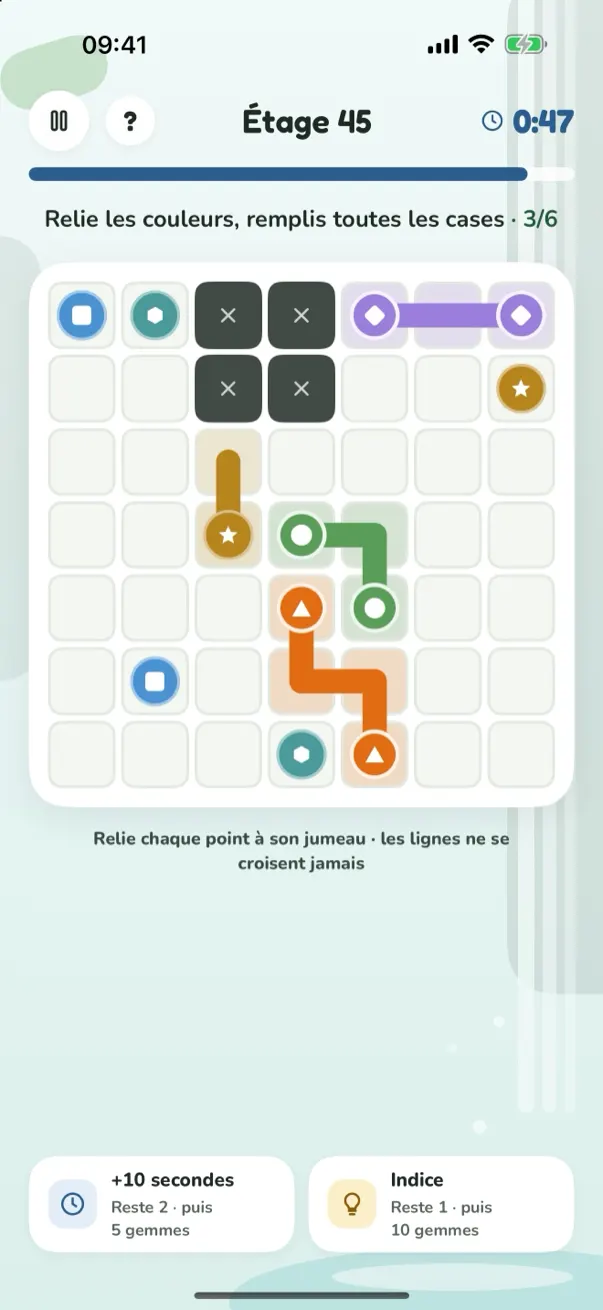 09:41
?
Étage 45
0:47
Relie les couleurs, remplis toutes les cases · 3/6
Relie chaque point à son jumeau · les lignes ne se
croisent jamais
+10 secondes
Reste 2 · puis
5 gemmes
Indice
Reste 1 · puis
10 gemmes